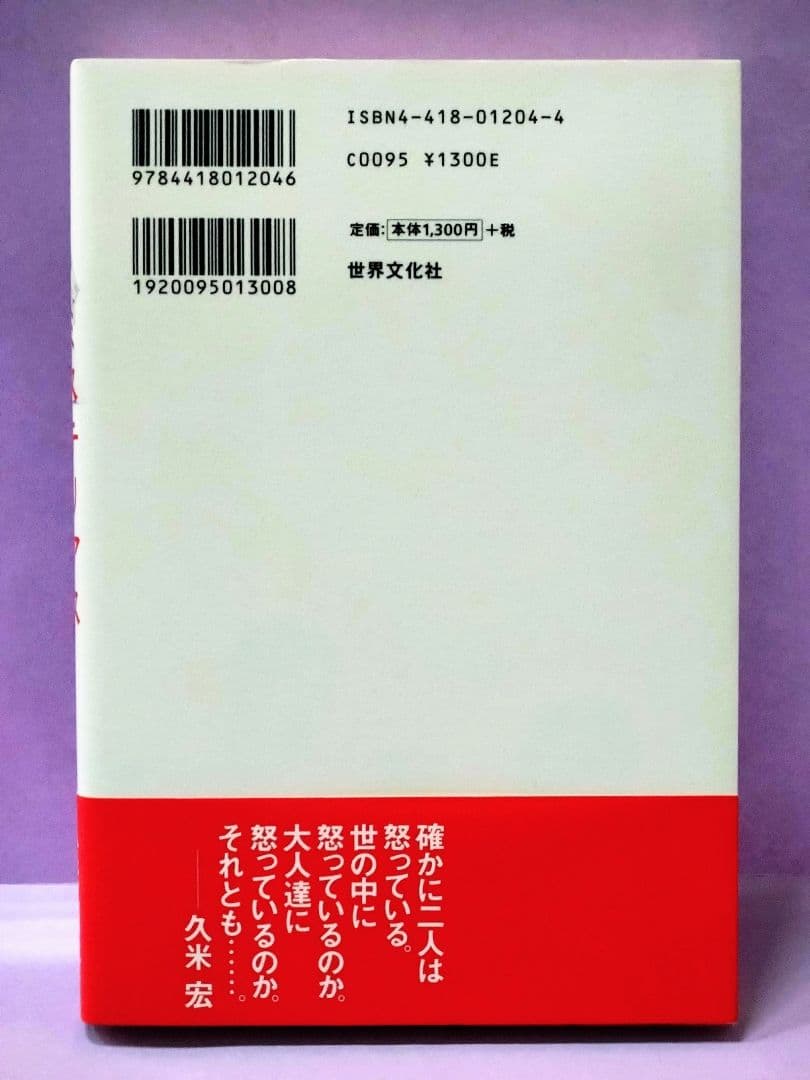 ISBN4-418-01204-4
C0095 ¥1300E
9784418012046
定価：本体1,300円+税
世界文化社
1920095013008
確かに二人は
怒っている。
世の中に
怒っているのか。
大人達に
怒っているのか。
それとも……。
――久米 宏